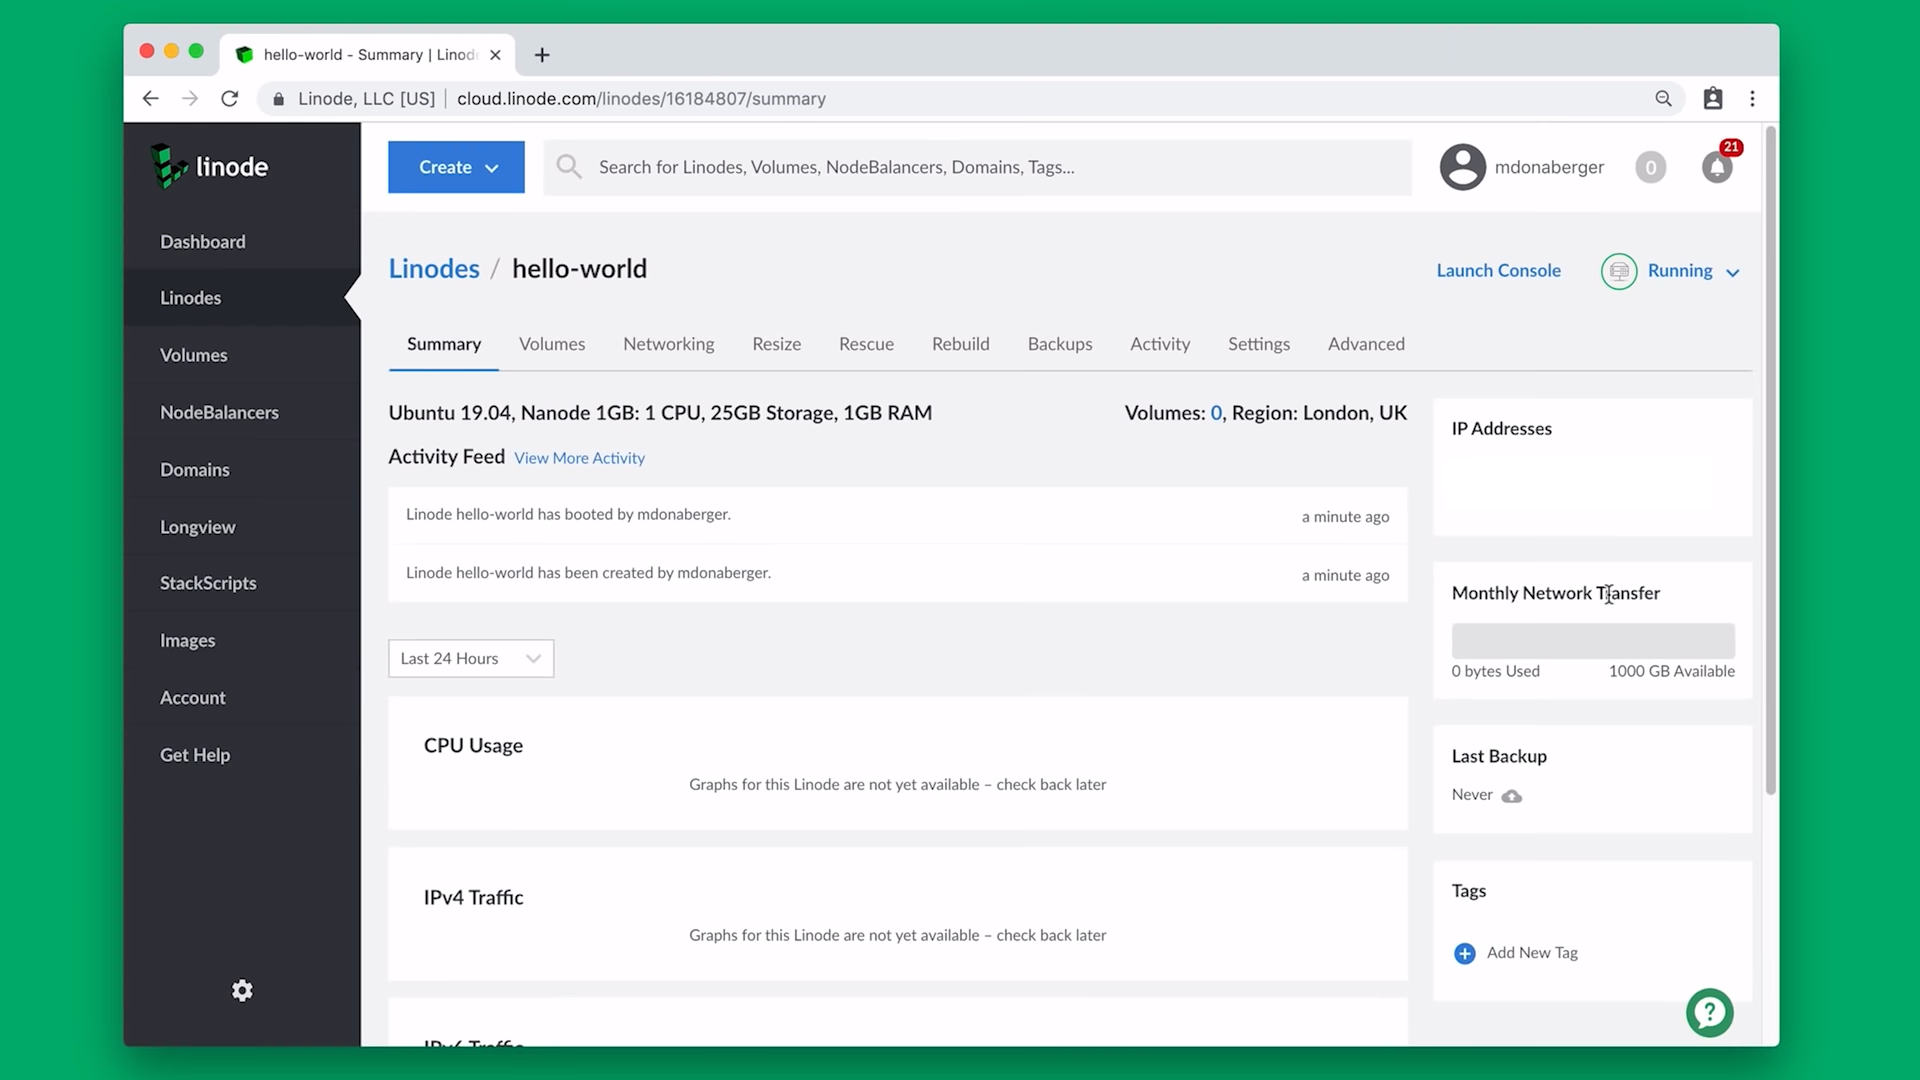 hello-world - Summary | Linod
Linode, LLC [US] | cloud.linode.com/linodes/16184807/summary
linode
Create
Search for Linodes, Volumes, NodeBalancers, Domains, Tags...
mdonaberger
0
21
Dashboard
Linodes
Volumes
NodeBalancers
Domains
Longview
StackScripts
Images
Account
Get Help
Linodes / hello-world
Launch Console
Running
Summary Volumes Networking Resize Rescue Rebuild Backups Activity Settings Advanced
Ubuntu 19.04, Nanode 1GB: 1 CPU, 25GB Storage, 1GB RAM
Volumes: 0, Region: London, UK
Activity Feed View More Activity
Linode hello-world has booted by mdonaberger. a minute ago
Linode hello-world has been created by mdonaberger. a minute ago
Last 24 Hours
CPU Usage
Graphs for this Linode are not yet available – check back later
IPv4 Traffic
Graphs for this Linode are not yet available – check back later
IPv6 Traffic
IP Addresses
Monthly Network Transfer
0 bytes Used 1000 GB Available
Last Backup
Never
Tags
Add New Tag